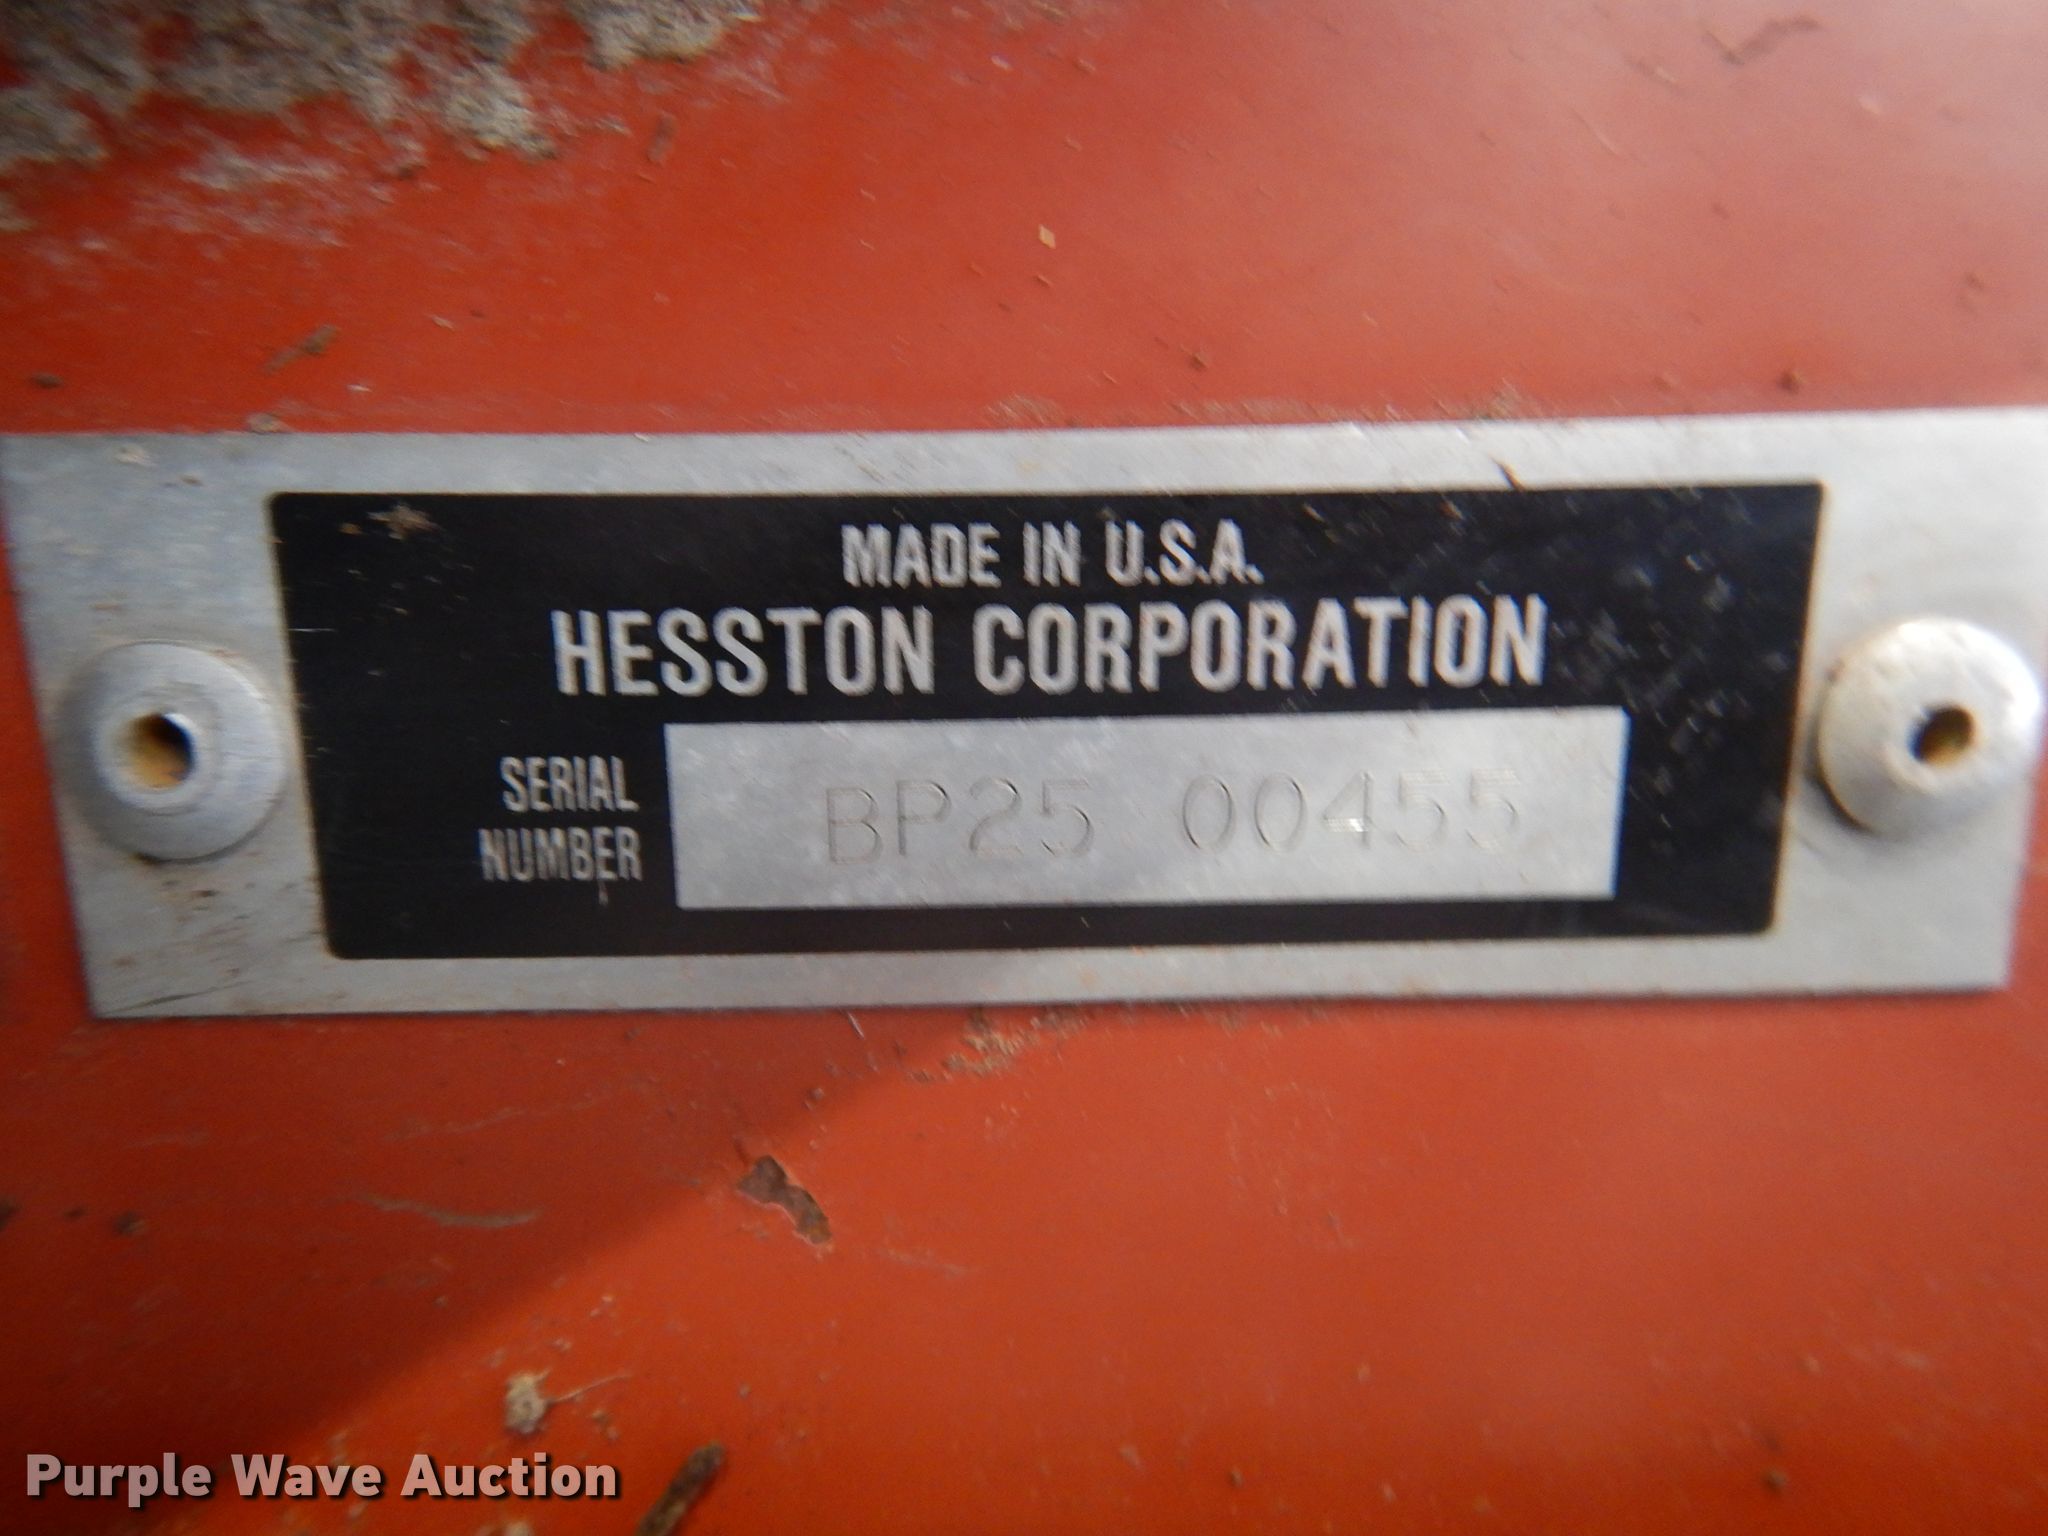 MADE IN U.S.A.
HESSTON CORPORATION
SERIAL
NUMBER
BP25 00455
Purple Wave Auction